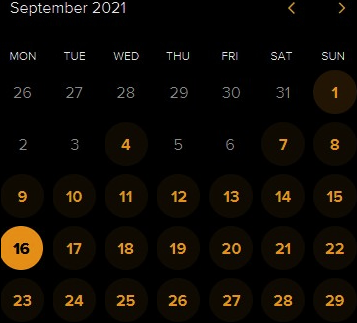 September 2021
MON TUE WED THU FRI SAT SUN
26 27 28 29 30 31 1
2 3 4 5 6 7 8
9 10 11 12 13 14 15
16 17 18 19 20 21 22
23 24 25 26 27 28 29